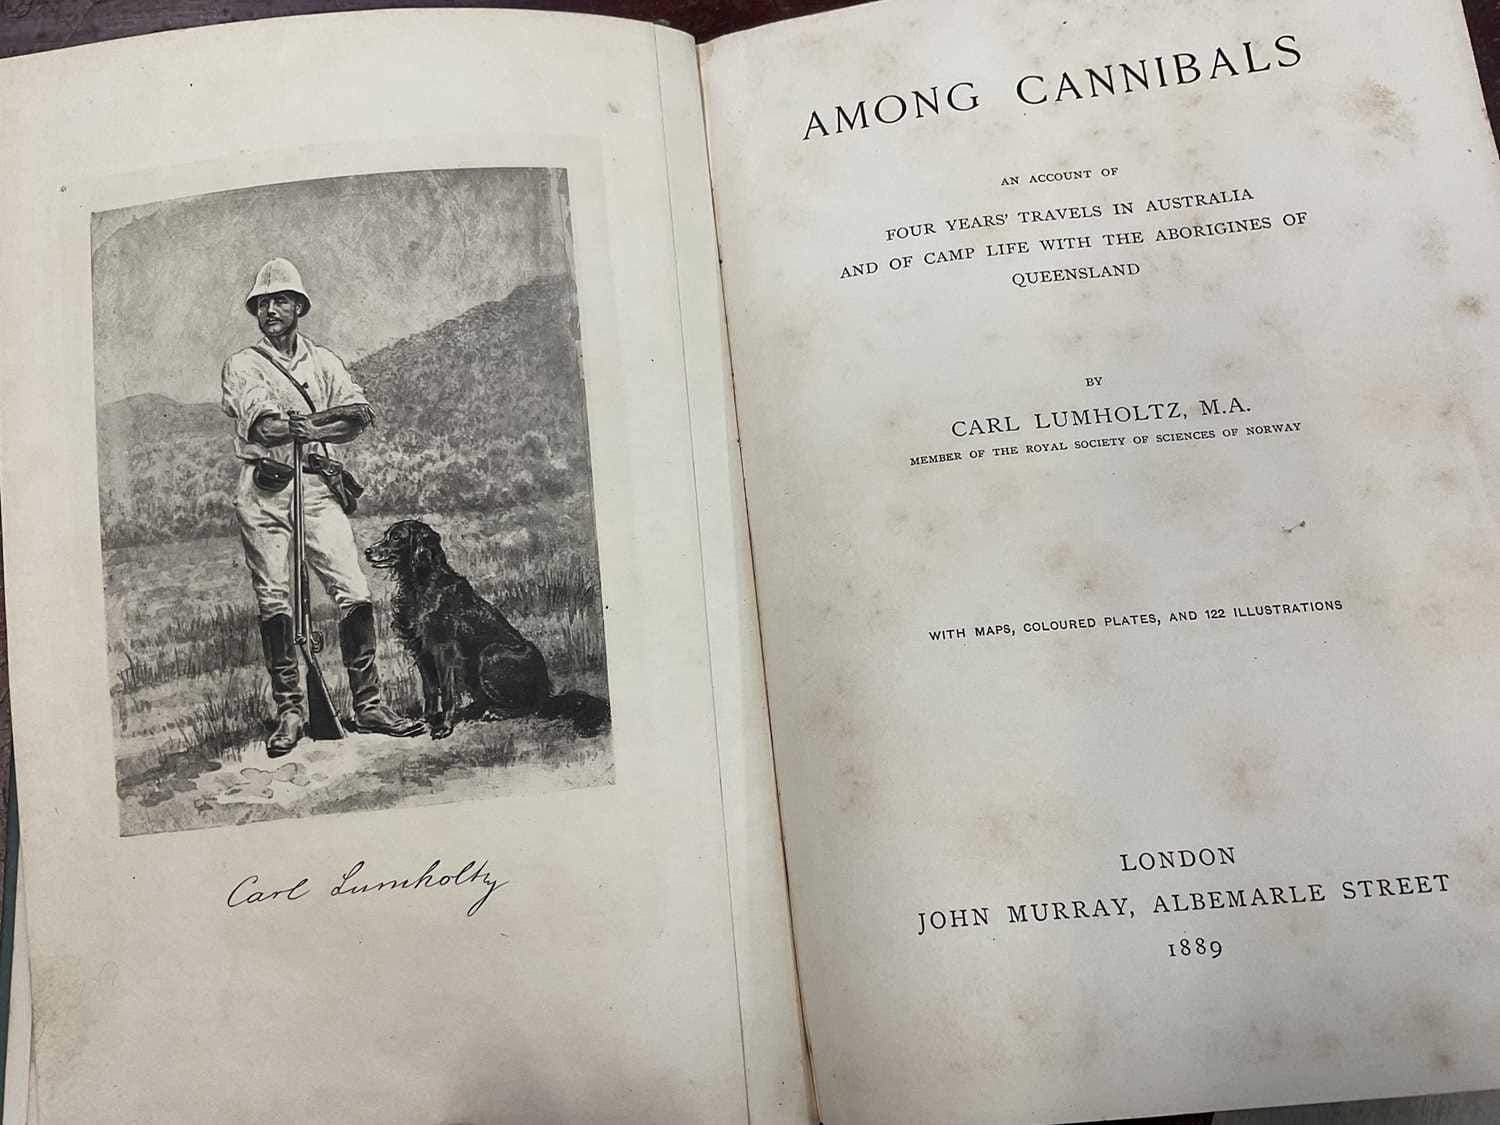 Carl Lumholtz
AMONG CANNIBALS
AN ACCOUNT OF
FOUR YEARS' TRAVELS IN AUSTRALIA
AND OF CAMP LIFE WITH THE ABORIGINES OF
QUEENSLAND
BY
CARL LUMHOLTZ, M.A.
MEMBER OF THE ROYAL SOCIETY OF SCIENCES OF NORWAY
WITH MAPS, COLOURED PLATES, AND 122 ILLUSTRATIONS
LONDON
JOHN MURRAY, ALBEMARLE STREET
1889